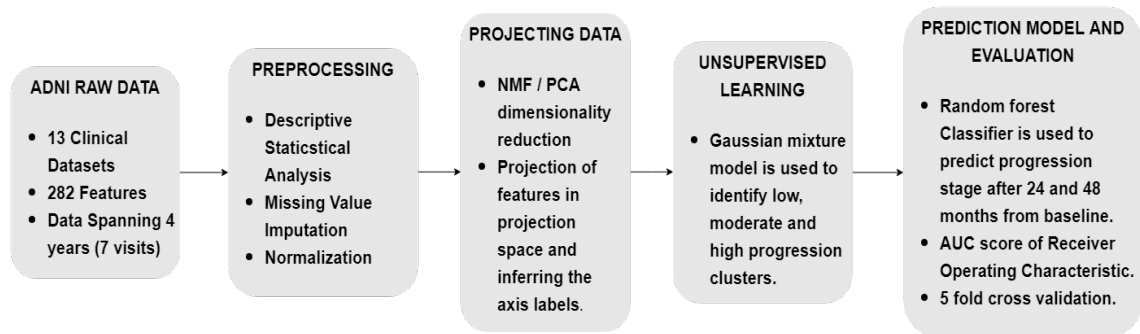 ADNI RAW DATA
• 13 Clinical
Datasets
• 282 Features
• Data Spanning 4
years (7 visits)
PREPROCESSING
• Descriptive
Staticstical
Analysis
• Missing Value
Imputation
• Normalization
PROJECTING DATA
• NMF / PCA
dimensionality
reduction
• Projection of
features in
projection
space and
inferring the
axis labels.
UNSUPERVISED
LEARNING
• Gaussian mixture
model is used to
identify low,
moderate and
high progression
clusters.
PREDICTION MODEL AND
EVALUATION
• Random forest
Classifier is used to
predict progression
stage after 24 and 48
months from baseline.
• AUC score of Receiver
Operating Characteristic.
• 5 fold cross validation.